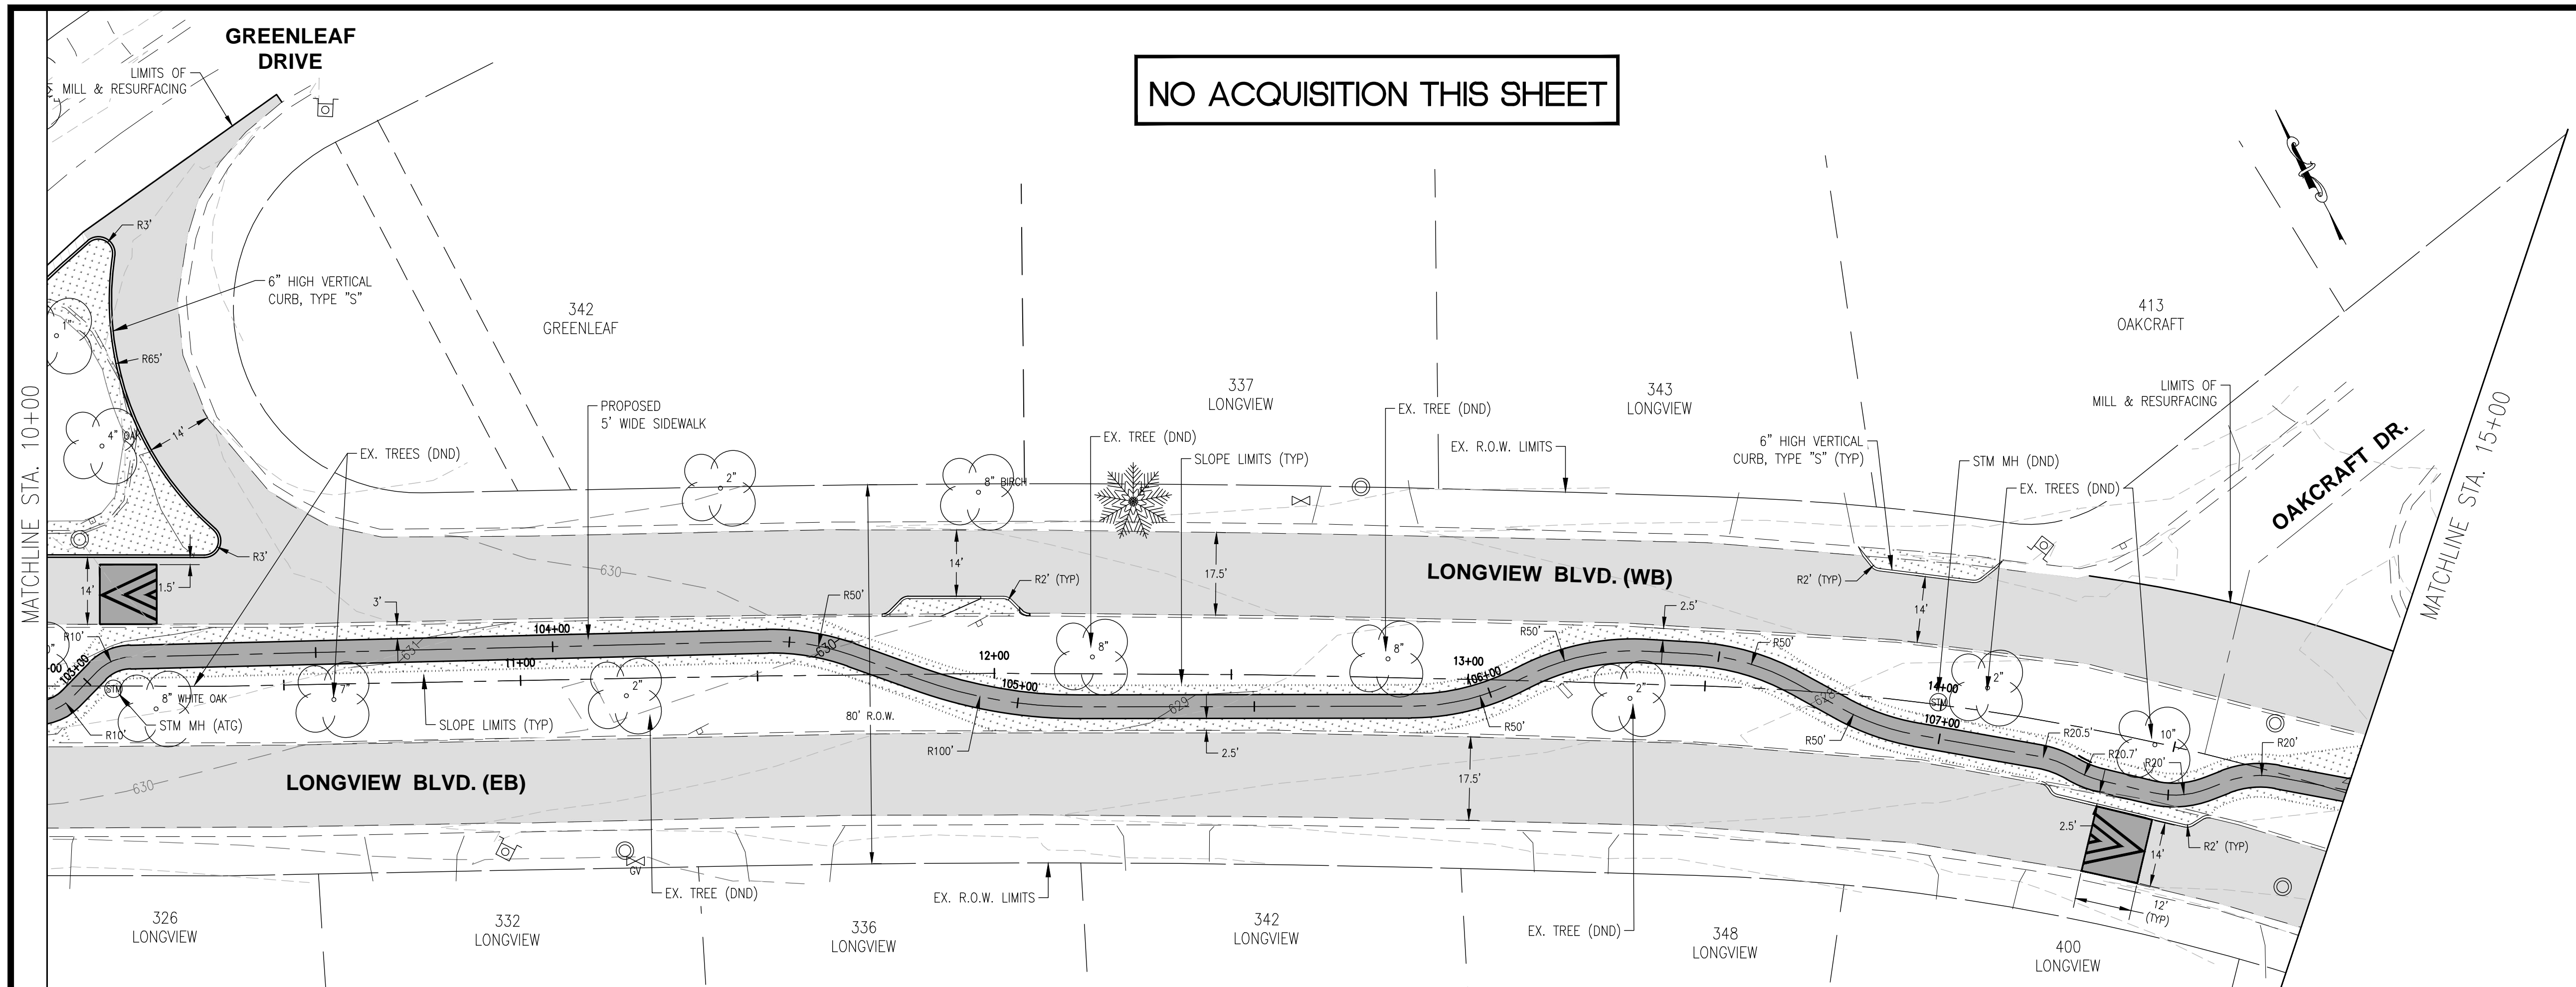 GREENLEAF
DRIVE
NO ACQUISITION THIS SHEET
LIMITS OF
MILL & RESURFACING
R3'
6" HIGH VERTICAL
CURB, TYPE "S"
1"
R65'
4" OAK
14'
342
GREENLEAF
337
LONGVIEW
343
LONGVIEW
413
OAKCRAFT
LIMITS OF
MILL & RESURFACING
OAKCRAFT DR.
MATCHLINE STA. 10+00
MATCHLINE STA. 15+00
PROPOSED
5' WIDE SIDEWALK
EX. TREES (DND)
EX. TREE (DND)
EX. TREE (DND)
SLOPE LIMITS (TYP)
EX. R.O.W. LIMITS
6" HIGH VERTICAL
CURB, TYPE "S" (TYP)
STM MH (DND)
EX. TREES (DND)
2"
8" BIRCH
R3'
14'
1.5'
630
14'
R2' (TYP)
17.5'
LONGVIEW BLVD. (WB)
R2' (TYP)
14'
3'
R50'
2.5'
R10'
103+00
104+00
631
630
11+00
12+00
105+00
8"
8"
13+00
106+00
R50'
R50'
2"
14+00
STM
107+00
628
629
STM
8" WHITE OAK
STM MH (ATG)
R10'
7"
2"
SLOPE LIMITS (TYP)
80' R.O.W.
R100'
2.5'
R50'
2"
R50'
R20.5'
R20.7'
R20'
10"
R20'
17.5'
630
LONGVIEW BLVD. (EB)
2.5'
14'
R2' (TYP)
12'
(TYP)
GV
EX. TREE (DND)
EX. R.O.W. LIMITS
EX. TREE (DND)
326
LONGVIEW
332
LONGVIEW
336
LONGVIEW
342
LONGVIEW
348
LONGVIEW
400
LONGVIEW